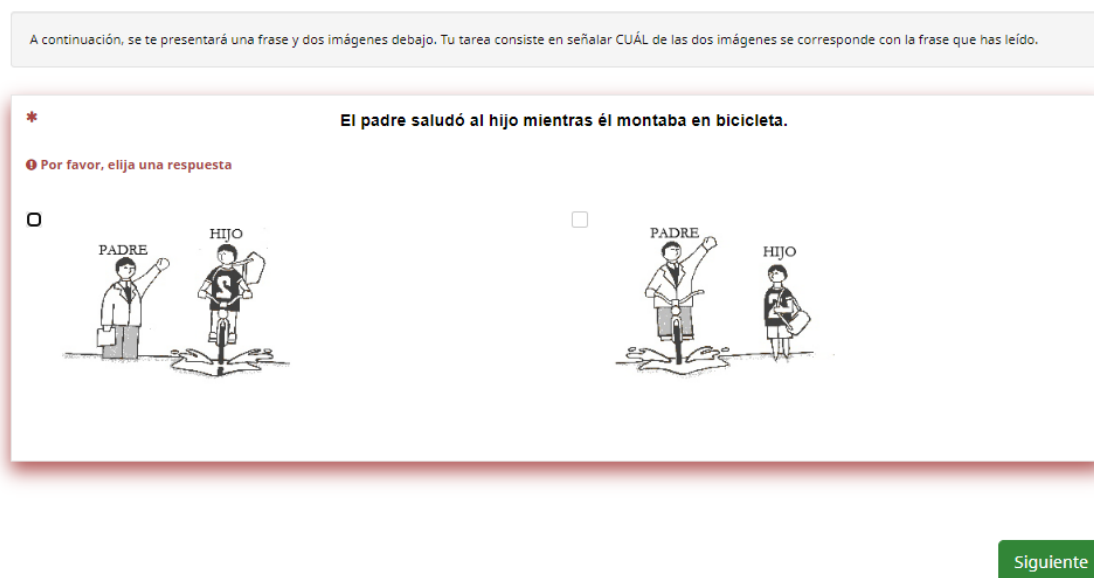 A continuación, se te presentará una frase y dos imágenes debajo. Tu tarea consiste en señalar CUÁL de las dos imágenes se corresponde con la frase que has leído.
* El padre saludó al hijo mientras él montaba en bicicleta.
Por favor, elija una respuesta
PADRE HIJO
PADRE HIJO
Siguiente